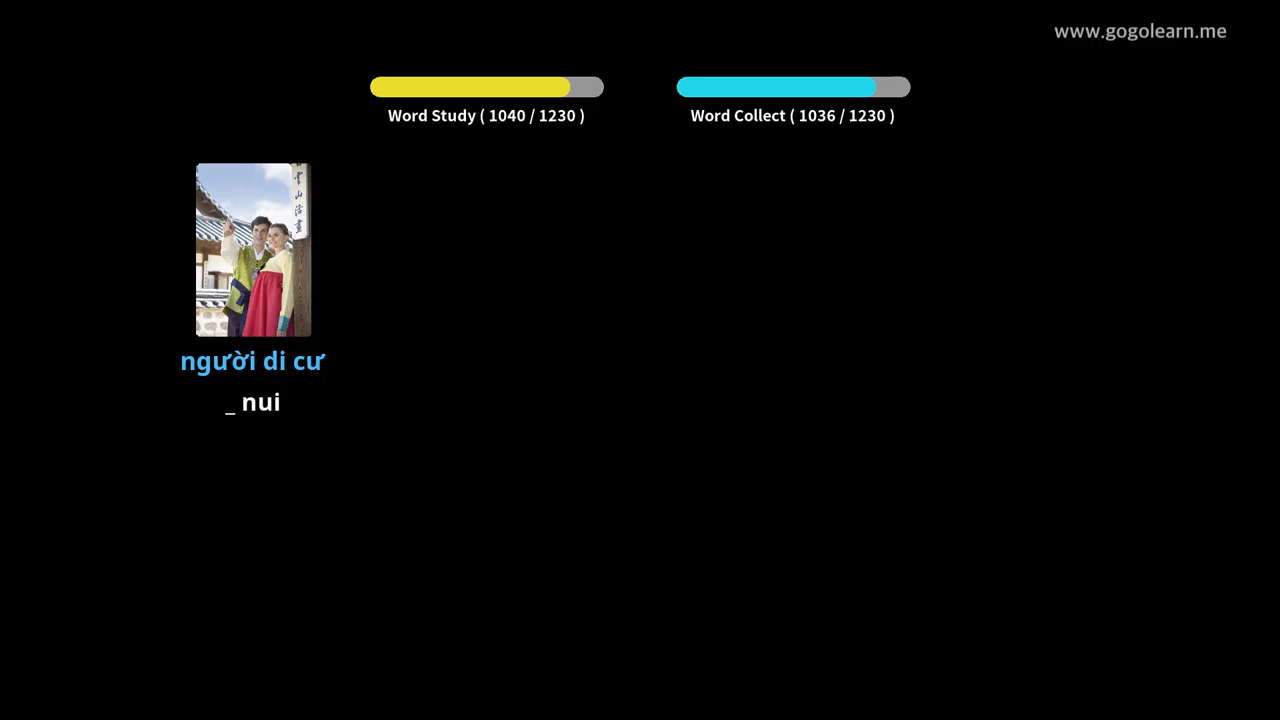 www.gogolearn.me
Word Study ( 1040 / 1230 )
Word Collect ( 1036 / 1230 )
người di cư
_ nui